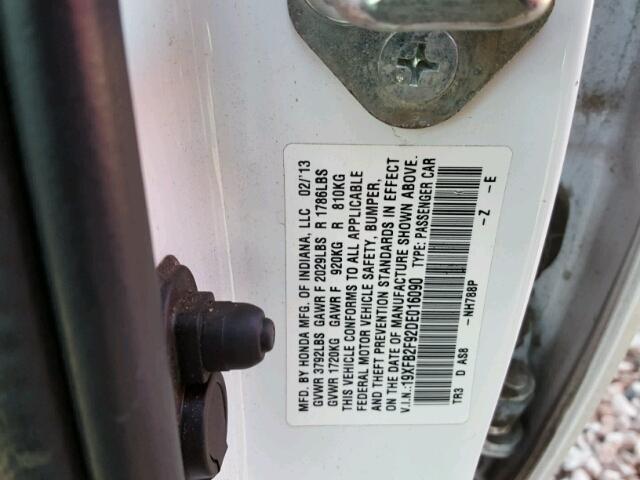 MFD. BY HONDA MFG. OF INDIANA, LLC 02/'13
GVWR 3792LBS GAWR F 2029LBS R 1786LBS
GVWR 1720KG GAWR F 920KG R 810KG
THIS VEHICLE CONFORMS TO ALL APPLICABLE
FEDERAL MOTOR VEHICLE SAFETY, BUMPER,
AND THEFT PREVENTION STANDARDS IN EFFECT
ON THE DATE OF MANUFACTURE SHOWN ABOVE.
V.I.N.:19XFB2F92DE016090 TYPE: PASSENGER CAR
TR3 D AS8 -NH788P -Z -E